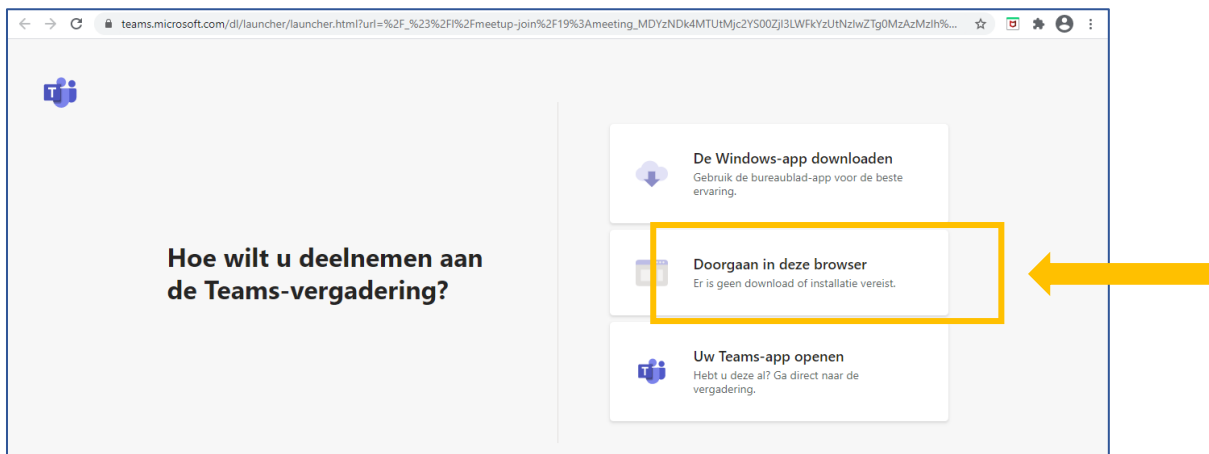 teams.microsoft.com/dl/launcher/launcher.html?url=%2F_%23%2Fl%2Fmeetup-join%2F19%3Ameeting_MDYzNDk4MTUtMjc2YS00ZjI3LWFkYzUtNzIwZTg0MzAzMzlh%...
De Windows-app downloaden
Gebruik de bureaublad-app voor de beste
ervaring.
Hoe wilt u deelnemen aan
de Teams-vergadering?
Doorgaan in deze browser
Er is geen download of installatie vereist.
Uw Teams-app openen
Hebt u deze al? Ga direct naar de
vergadering.